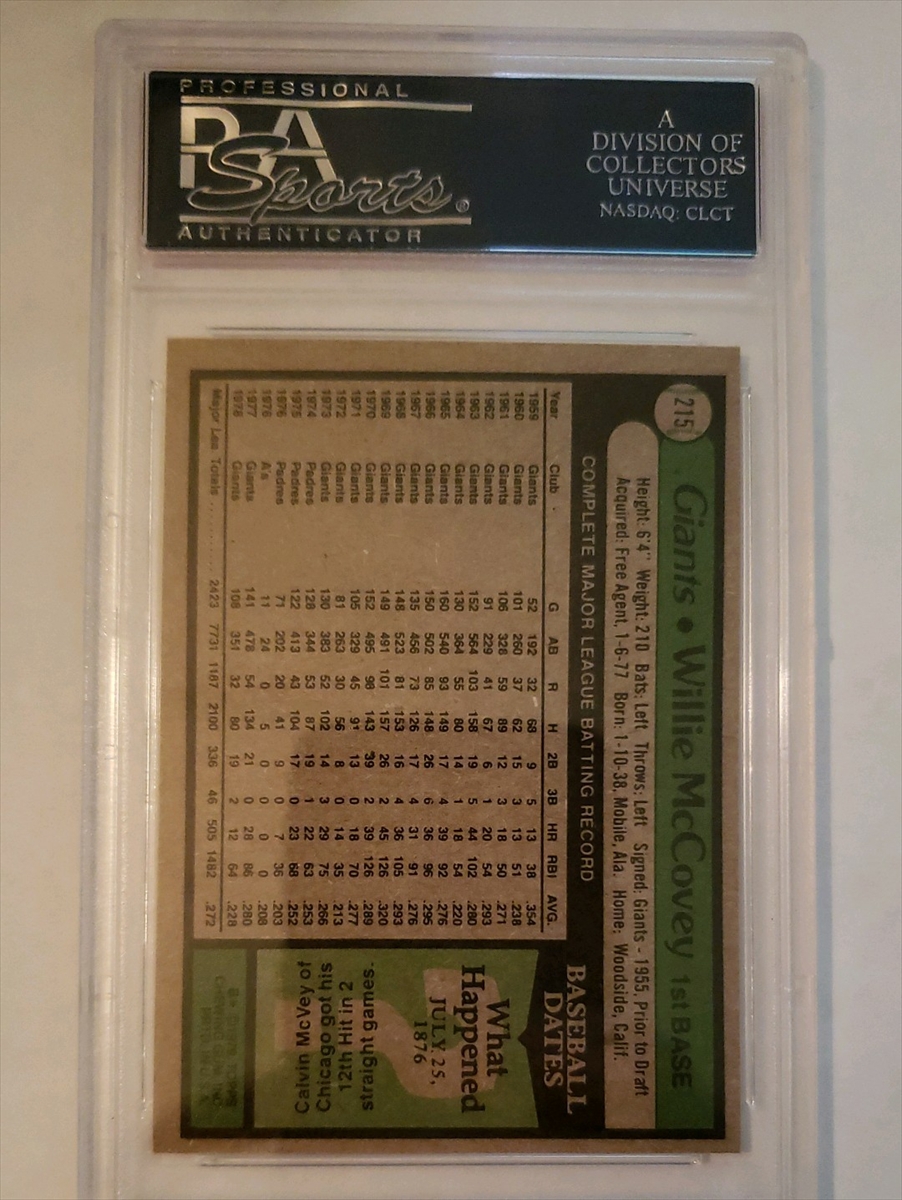 PROFESSIONAL
PSA
Sports®
AUTHENTICATOR
A
DIVISION OF
COLLECTORS
UNIVERSE
NASDAQ: CLCT
215
Giants • Willie McCovey 1st BASE
Height: 6'4" Weight: 210 Bats: Left Throws: Left Signed: Giants - 1955, Prior to Draft
Acquired: Free Agent, 1-6-77 Born: 1-10-38, Mobile, Ala. Home: Woodside, Calif.
COMPLETE MAJOR LEAGUE BATTING RECORD
Year Club G AB R H 2B 3B HR RBI AVG.
1959 Giants 52 192 32 68 9 5 13 38 .354
1960 Giants 101 260 37 62 15 3 13 51 .238
1961 Giants 106 328 59 89 12 3 18 50 .271
1962 Giants 91 229 41 67 6 1 20 54 .293
1963 Giants 152 564 103 158 19 5 44 102 .280
1964 Giants 130 364 55 80 14 1 18 54 .220
1965 Giants 160 540 93 149 17 4 39 92 .276
1966 Giants 150 502 85 148 26 6 36 96 .295
1967 Giants 135 456 73 126 17 4 31 91 .276
1968 Giants 148 523 81 153 16 4 36 105 .293
1969 Giants 149 491 101 157 26 2 45 126 .320
1970 Giants 152 495 98 143 *39 2 39 126 .289
1971 Giants 105 329 45 91 13 0 18 70 .277
1972 Giants 81 263 30 56 8 0 14 35 .213
1973 Giants 130 383 52 102 14 3 29 75 .266
1974 Padres 128 344 53 87 19 1 22 63 .253
1975 Padres 122 413 43 104 17 0 23 68 .252
1976 Padres 71 202 20 41 9 0 7 36 .203
1976 A's 11 24 0 5 0 0 0 0 .208
1977 Giants 141 478 54 134 21 0 28 86 .280
1978 Giants 108 351 32 80 19 2 12 64 .228
Major Lea. Totals 2423 7731 1187 2100 336 46 505 1482 .272
BASEBALL
DATES
What
Happened
JULY 25,
1876
Calvin McVey of
Chicago got his
12th Hit in 2
straight games.